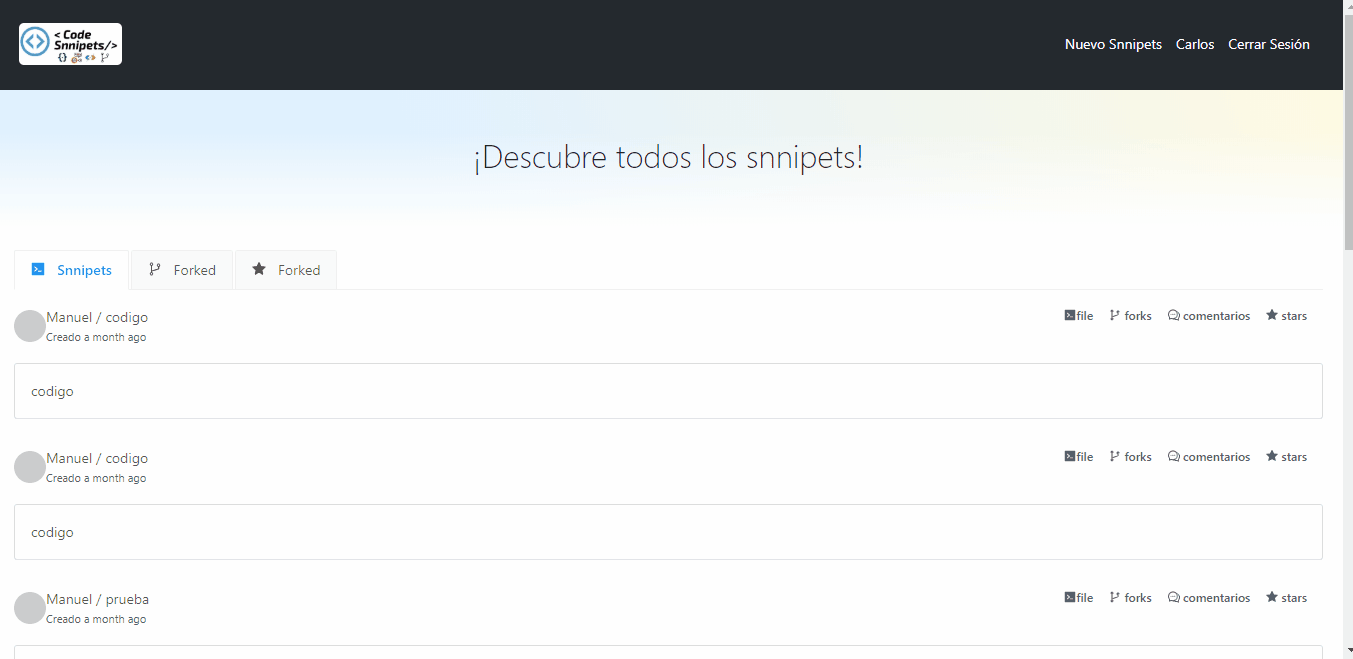 < Code
Snnipets/>
Nuevo Snnipets Carlos Cerrar Sesión
¡Descubre todos los snnipets!
Snnipets Forked Forked
Manuel / codigo
Creado a month ago
file forks comentarios stars
codigo
Manuel / codigo
Creado a month ago
file forks comentarios stars
codigo
Manuel / prueba
Creado a month ago
file forks comentarios stars